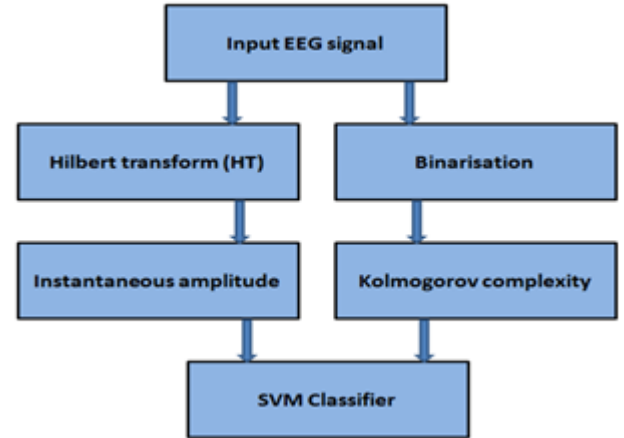 Input EEG signal
Hilbert transform (HT)
Binarisation
Instantaneous amplitude
Kolmogorov complexity
SVM Classifier